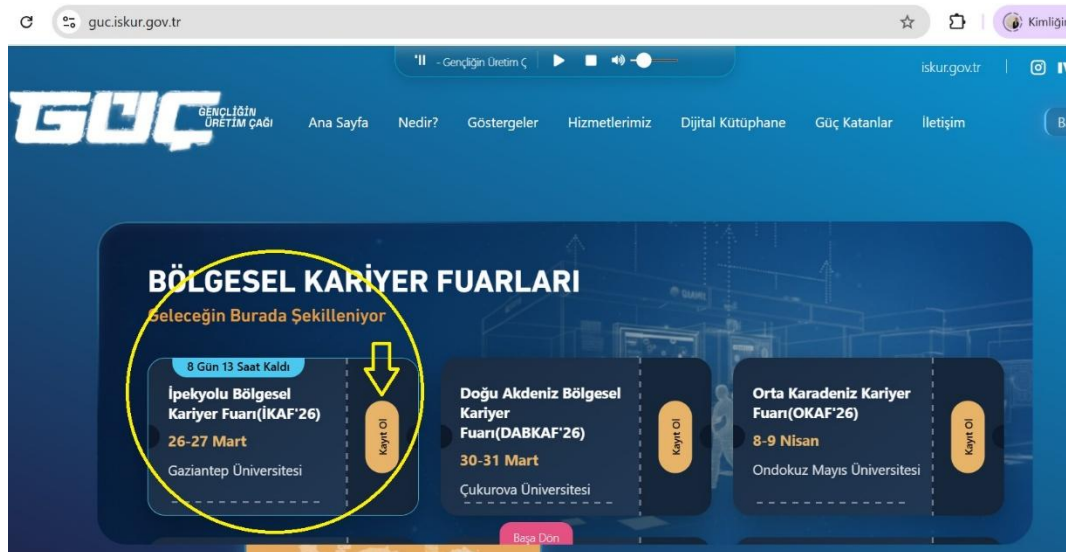 guc.iskur.gov.tr
Kimliğin
- Gençliğin Üretim Ç
iskur.gov.tr
GÜÇ GENÇLİĞİN ÜRETİM ÇAĞI
Ana Sayfa Nedir? Göstergeler Hizmetlerimiz Dijital Kütüphane Güç Katanlar İletişim
BÖLGESEL KARİYER FUARLARI
Geleceğin Burada Şekilleniyor
8 Gün 13 Saat Kaldı
İpekyolu Bölgesel
Kariyer Fuarı(İKAF'26)
26-27 Mart
Gaziantep Üniversitesi
Kayıt Ol
Doğu Akdeniz Bölgesel
Kariyer
Fuarı(DABKAF'26)
30-31 Mart
Çukurova Üniversitesi
Kayıt Ol
Orta Karadeniz Kariyer
Fuarı(OKAF'26)
8-9 Nisan
Ondokuz Mayıs Üniversitesi
Kayıt Ol
Başa Dön